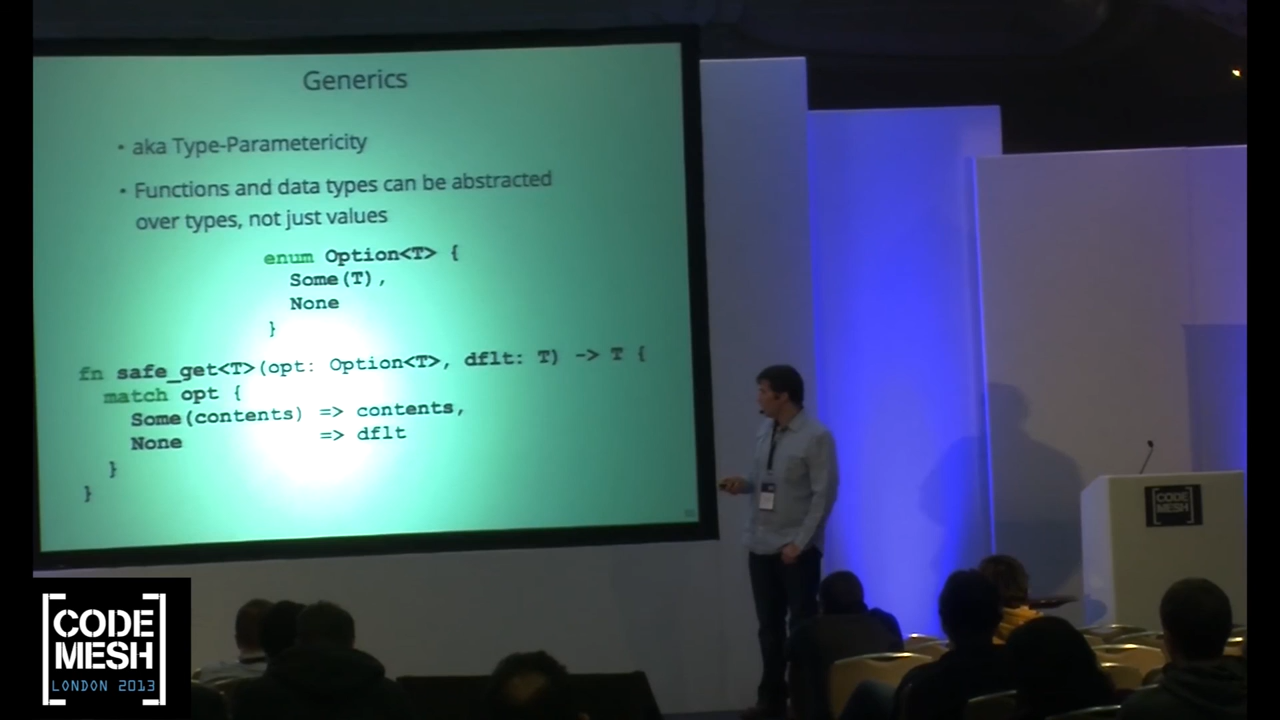 Generics
• aka Type-Parametericity
• Functions and data types can be abstracted
over types, not just values
enum Option<T> {
Some(T),
None
}
fn safe_get<T>(opt: Option<T>, dflt: T) -> T {
match opt {
Some(contents) => contents,
None => dflt
}
}
[CODE
MESH]
[CODE
MESH]
LONDON 2013